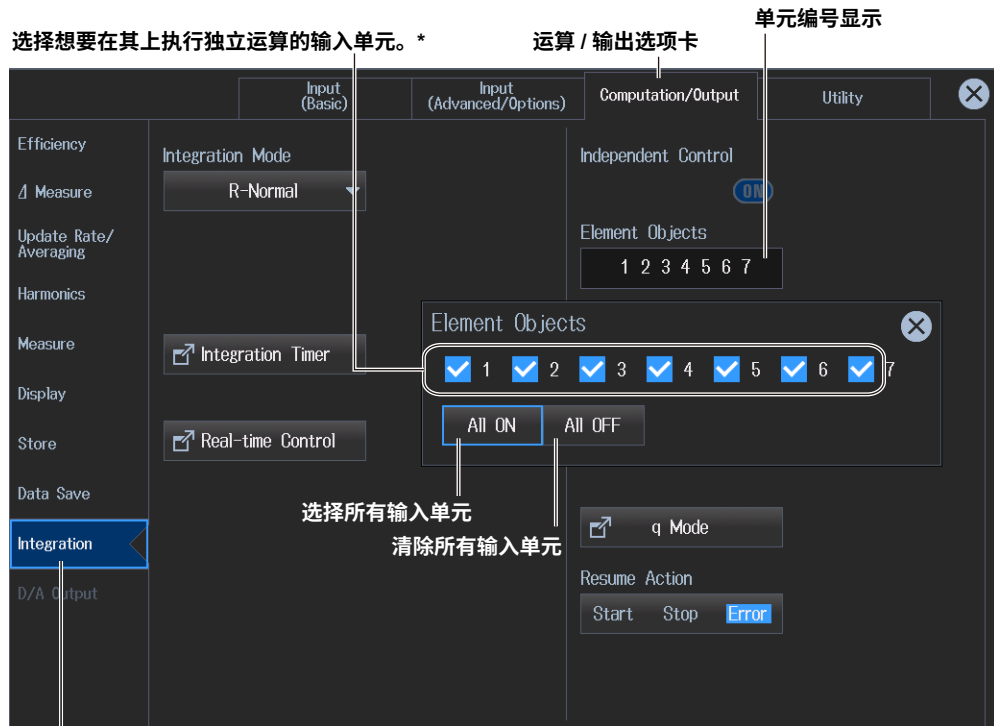 单元编号显示
选择想要在其上执行独立运算的输入单元。*
运算 / 输出选项卡
Input
(Basic)
Input
(Advanced/Options)
Computation/Output
Utility
Efficiency
Δ Measure
Update Rate/
Averaging
Harmonics
Measure
Display
Store
Data Save
Integration
D/A Output
Integration Mode
R-Normal
Integration Timer
Real-time Control
Independent Control
ON
Element Objects
1 2 3 4 5 6 7
Element Objects
1 2 3 4 5 6 7
All ON All OFF
选择所有输入单元
清除所有输入单元
q Mode
Resume Action
Start Stop Error